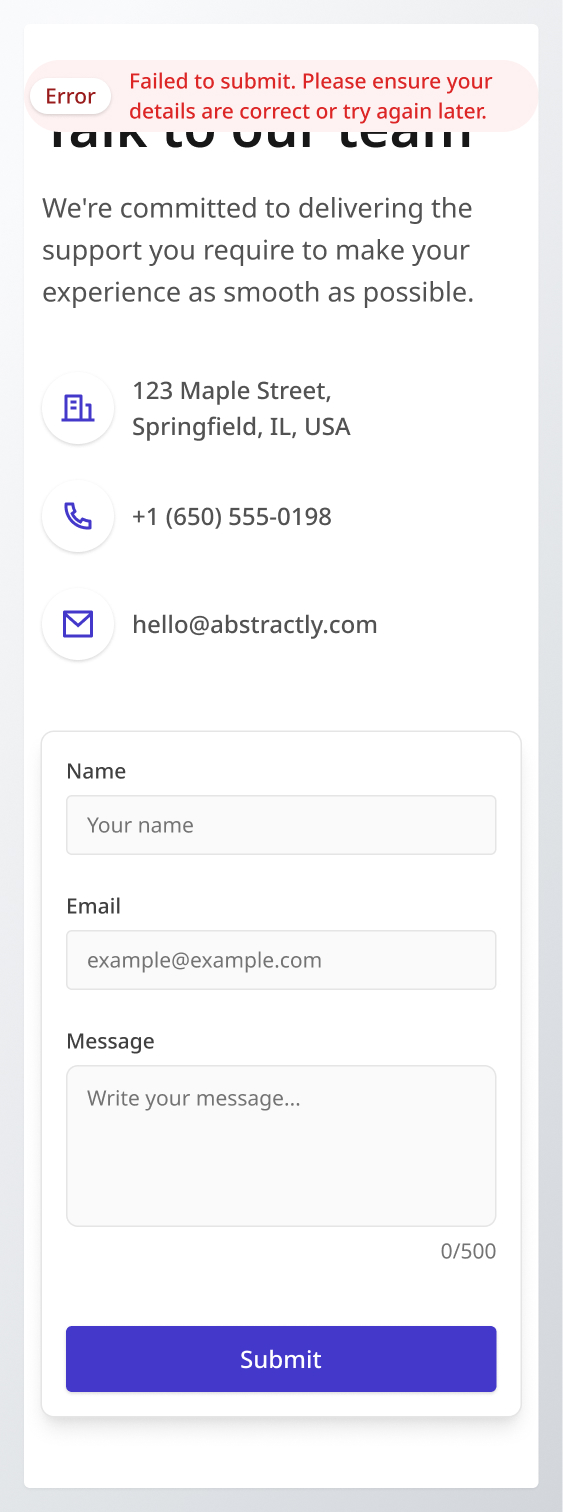 Error
Failed to submit. Please ensure your
details are correct or try again later.
Talk to our team
We're committed to delivering the
support you require to make your
experience as smooth as possible.
123 Maple Street,
Springfield, IL, USA
+1 (650) 555-0198
hello@abstractly.com
Name
Your name
Email
example@example.com
Message
Write your message...
0/500
Submit